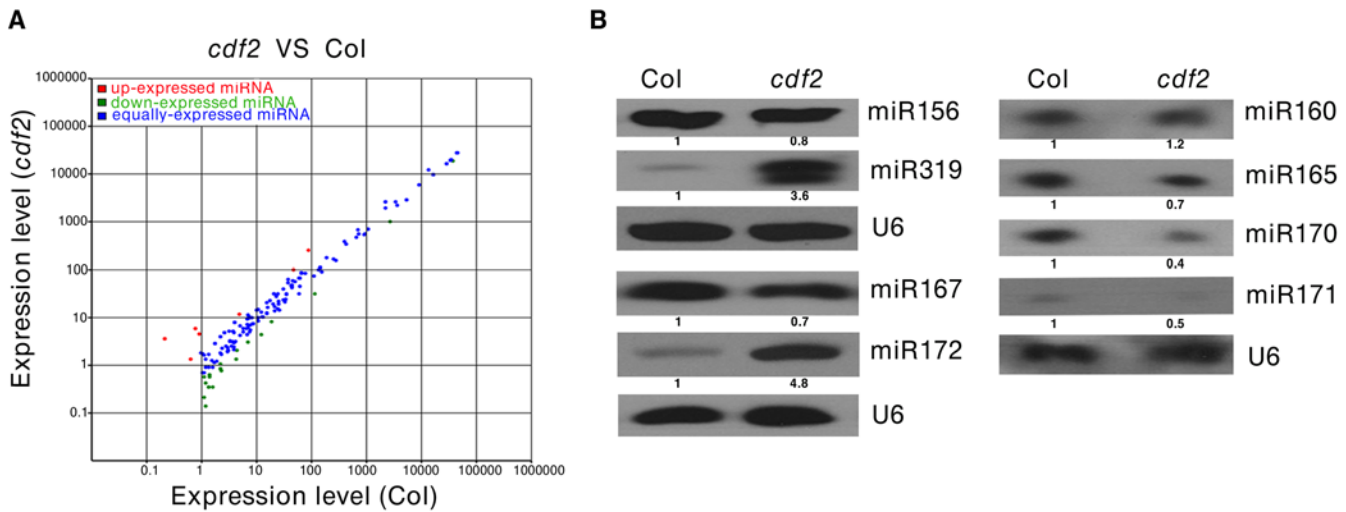 A
cdf2 VS Col
1000000
100000
10000
1000
100
10
1
0.1
up-expressed miRNA
down-expressed miRNA
equally-expressed miRNA
Expression level (cdf2)
0.1 1 10 100 1000 10000 100000 1000000
Expression level (Col)
B
Col cdf2
miR156
1 0.8
miR319
1 3.6
U6
miR167
1 0.7
miR172
1 4.8
U6
Col cdf2
miR160
1 1.2
miR165
1 0.7
miR170
1 0.4
miR171
1 0.5
U6